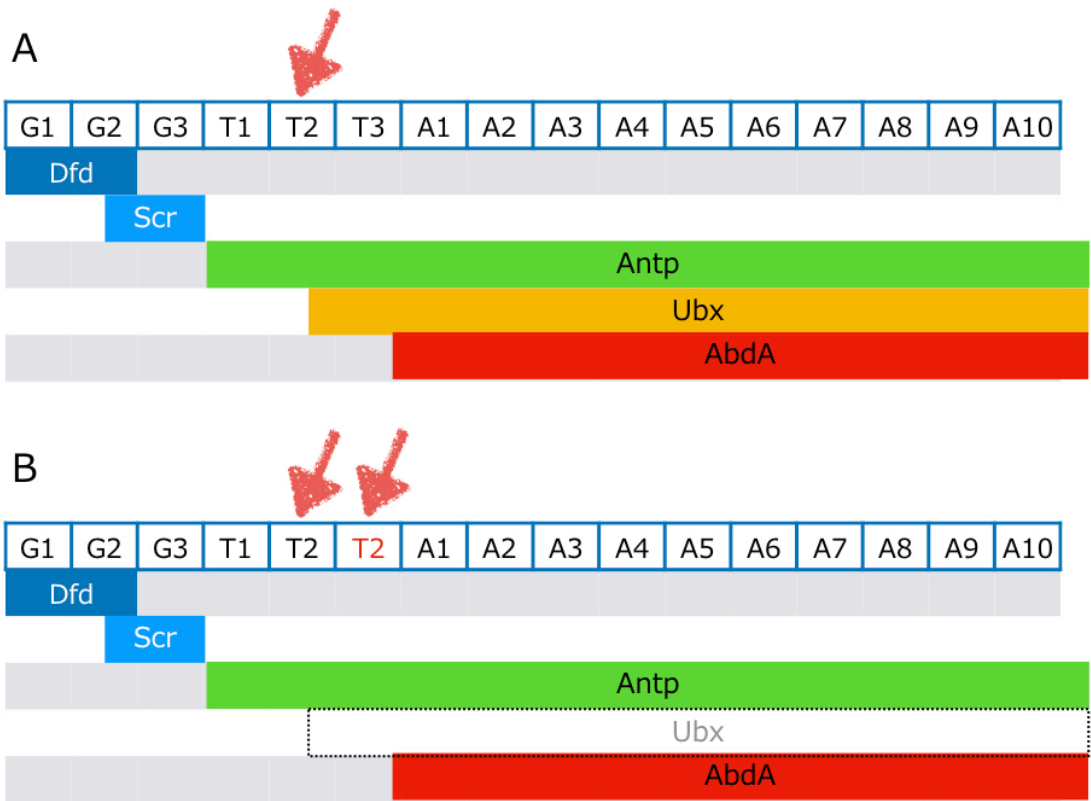 A
G1 G2 G3 T1 T2 T3 A1 A2 A3 A4 A5 A6 A7 A8 A9 A10
Dfd
Scr
Antp
Ubx
AbdA
B
G1 G2 G3 T1 T2 T2 A1 A2 A3 A4 A5 A6 A7 A8 A9 A10
Dfd
Scr
Antp
Ubx
AbdA